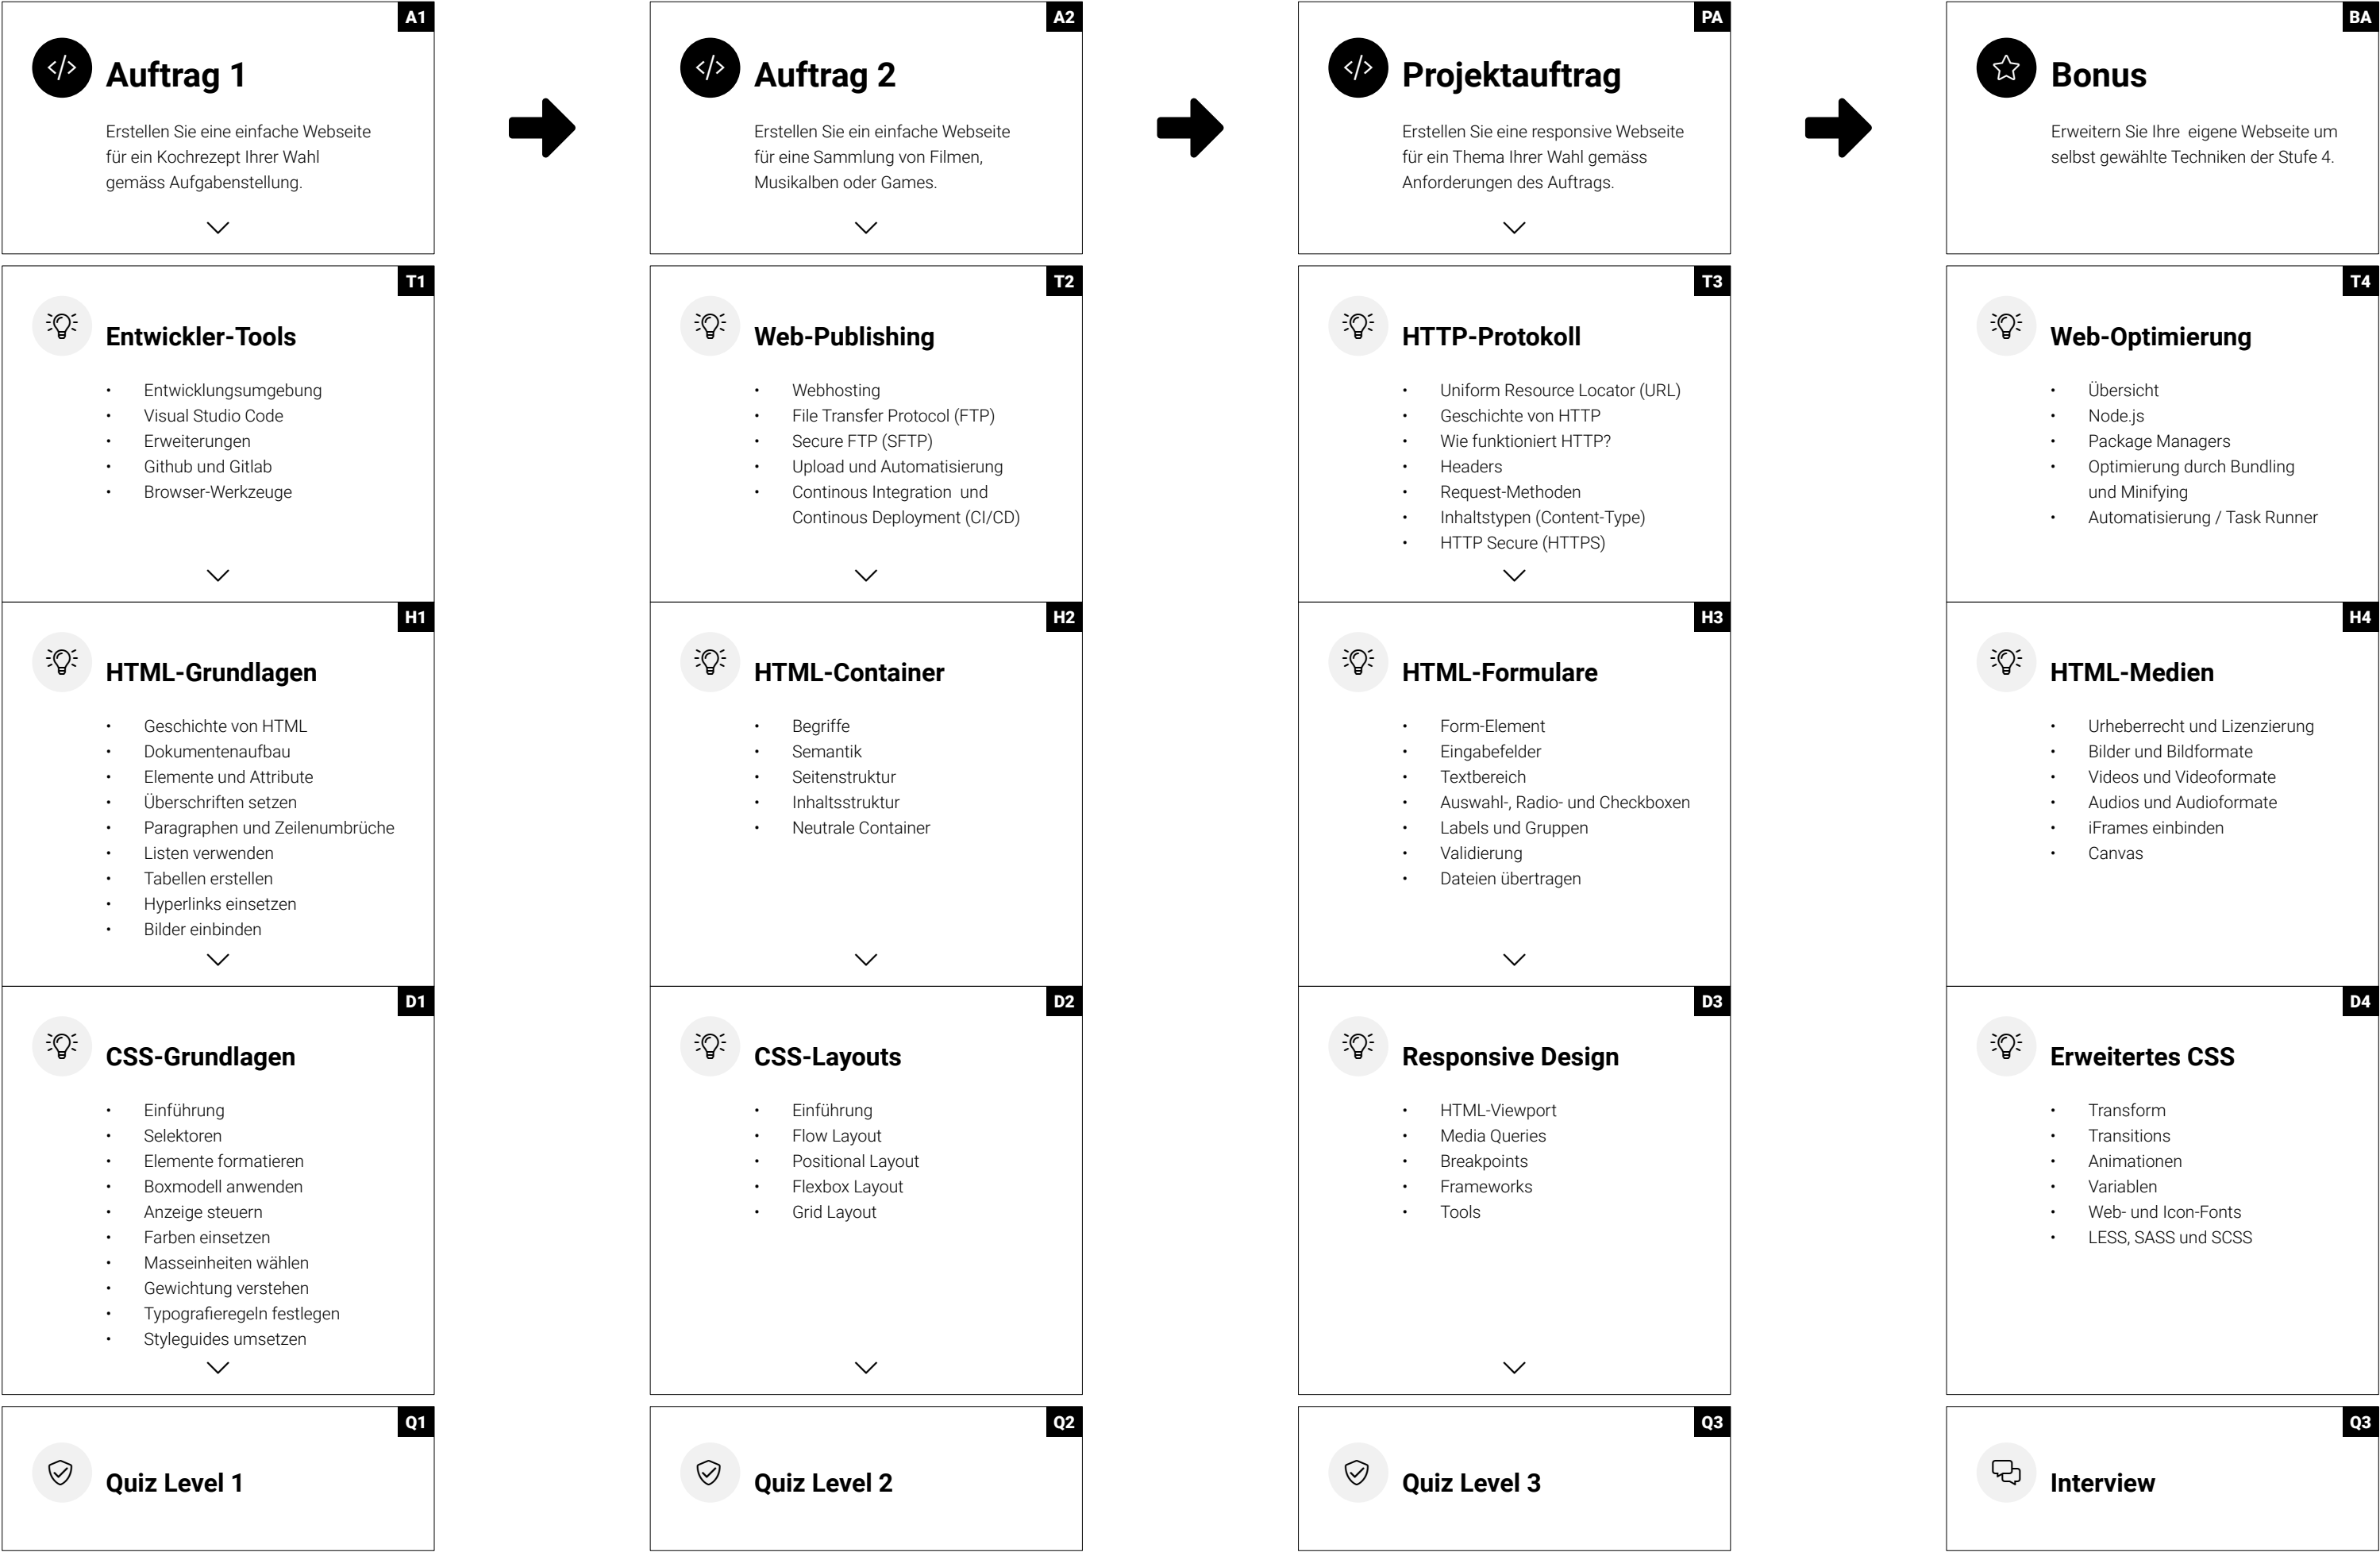 A1
Auftrag 1
Erstellen Sie eine einfache Webseite
für ein Kochrezept Ihrer Wahl
gemäss Aufgabenstellung.
A2
Auftrag 2
Erstellen Sie ein einfache Webseite
für eine Sammlung von Filmen,
Musikalben oder Games.
PA
Projektauftrag
Erstellen Sie eine responsive Webseite
für ein Thema Ihrer Wahl gemäss
Anforderungen des Auftrags.
BA
Bonus
Erweitern Sie Ihre  eigene Webseite um
selbst gewählte Techniken der Stufe 4.
T1
Entwickler-Tools
• Entwicklungsumgebung
• Visual Studio Code
• Erweiterungen
• Github und Gitlab
• Browser-Werkzeuge
T2
Web-Publishing
• Webhosting
• File Transfer Protocol (FTP)
• Secure FTP (SFTP)
• Upload und Automatisierung
• Continous Integration  und
Continous Deployment (CI/CD)
T3
HTTP-Protokoll
• Uniform Resource Locator (URL)
• Geschichte von HTTP
• Wie funktioniert HTTP?
• Headers
• Request-Methoden
• Inhaltstypen (Content-Type)
• HTTP Secure (HTTPS)
T4
Web-Optimierung
• Übersicht
• Node.js
• Package Managers
• Optimierung durch Bundling
und Minifying
• Automatisierung / Task Runner
H1
HTML-Grundlagen
• Geschichte von HTML
• Dokumentenaufbau
• Elemente und Attribute
• Überschriften setzen
• Paragraphen und Zeilenumbrüche
• Listen verwenden
• Tabellen erstellen
• Hyperlinks einsetzen
• Bilder einbinden
H2
HTML-Container
• Begriffe
• Semantik
• Seitenstruktur
• Inhaltsstruktur
• Neutrale Container
H3
HTML-Formulare
• Form-Element
• Eingabefelder
• Textbereich
• Auswahl-, Radio- und Checkboxen
• Labels und Gruppen
• Validierung
• Dateien übertragen
H4
HTML-Medien
• Urheberrecht und Lizenzierung
• Bilder und Bildformate
• Videos und Videoformate
• Audios und Audioformate
• iFrames einbinden
• Canvas
D1
CSS-Grundlagen
• Einführung
• Selektoren
• Elemente formatieren
• Boxmodell anwenden
• Anzeige steuern
• Farben einsetzen
• Masseinheiten wählen
• Gewichtung verstehen
• Typografieregeln festlegen
• Styleguides umsetzen
D2
CSS-Layouts
• Einführung
• Flow Layout
• Positional Layout
• Flexbox Layout
• Grid Layout
D3
Responsive Design
• HTML-Viewport
• Media Queries
• Breakpoints
• Frameworks
• Tools
D4
Erweitertes CSS
• Transform
• Transitions
• Animationen
• Variablen
• Web- und Icon-Fonts
• LESS, SASS und SCSS
Q1
Quiz Level 1
Q2
Quiz Level 2
Q3
Quiz Level 3
Q3
Interview